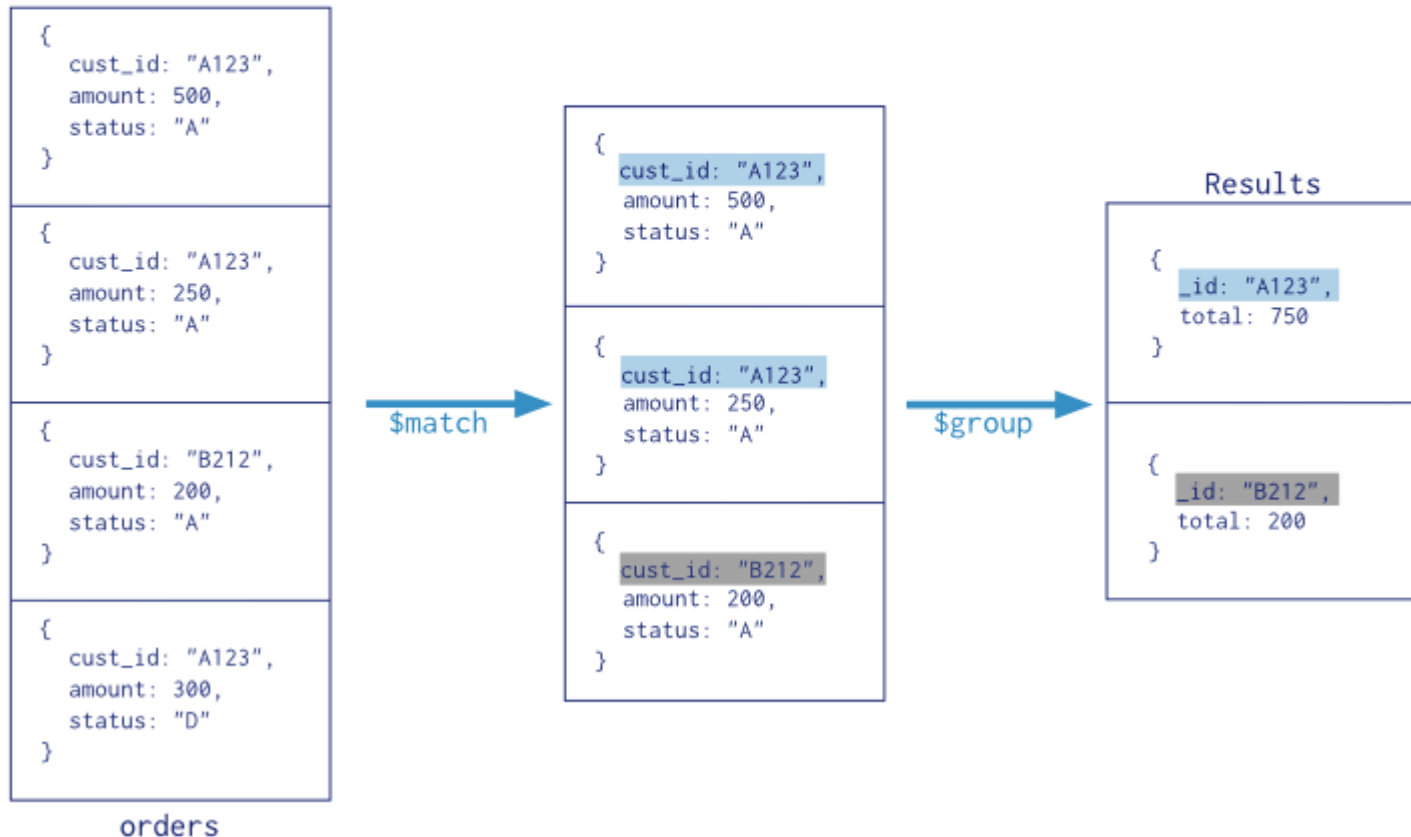 {
cust_id: "A123",
amount: 500,
status: "A"
}
{
cust_id: "A123",
amount: 250,
status: "A"
}
{
cust_id: "B212",
amount: 200,
status: "A"
}
{
cust_id: "A123",
amount: 300,
status: "D"
}
orders
$match
{
cust_id: "A123",
amount: 500,
status: "A"
}
{
cust_id: "A123",
amount: 250,
status: "A"
}
{
cust_id: "B212",
amount: 200,
status: "A"
}
$group
Results
{
_id: "A123",
total: 750
}
{
_id: "B212",
total: 200
}